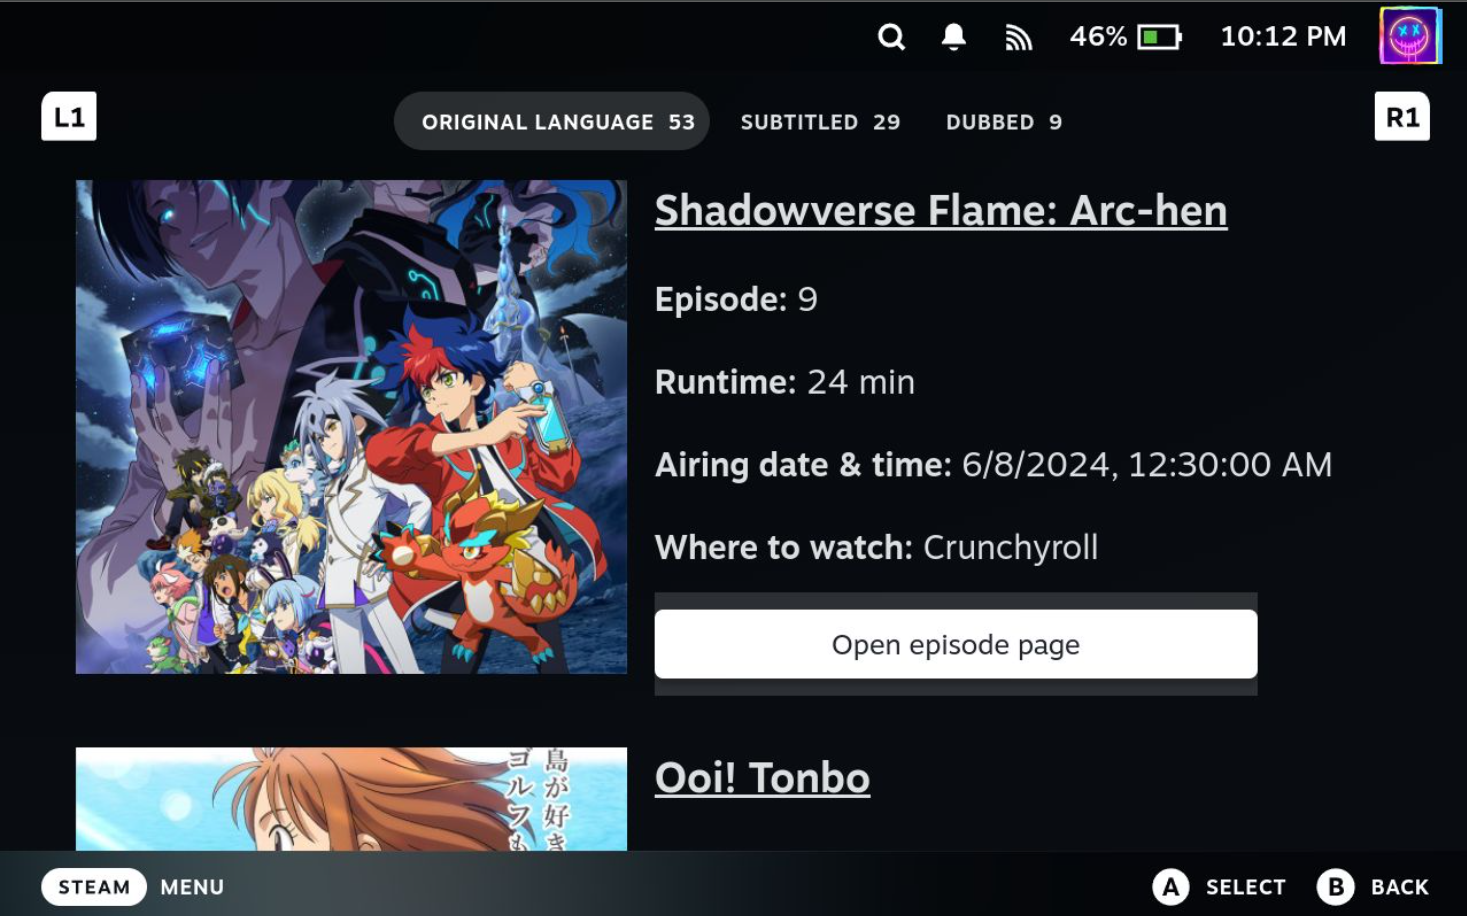 46% 10:12 PM
L1 ORIGINAL LANGUAGE 53 SUBTITLED 29 DUBBED 9 R1
Shadowverse Flame: Arc-hen
Episode: 9
Runtime: 24 min
Airing date & time: 6/8/2024, 12:30:00 AM
Where to watch: Crunchyroll
Open episode page
島が好き
ゴルフも
Ooi! Tonbo
STEAM MENU A SELECT B BACK